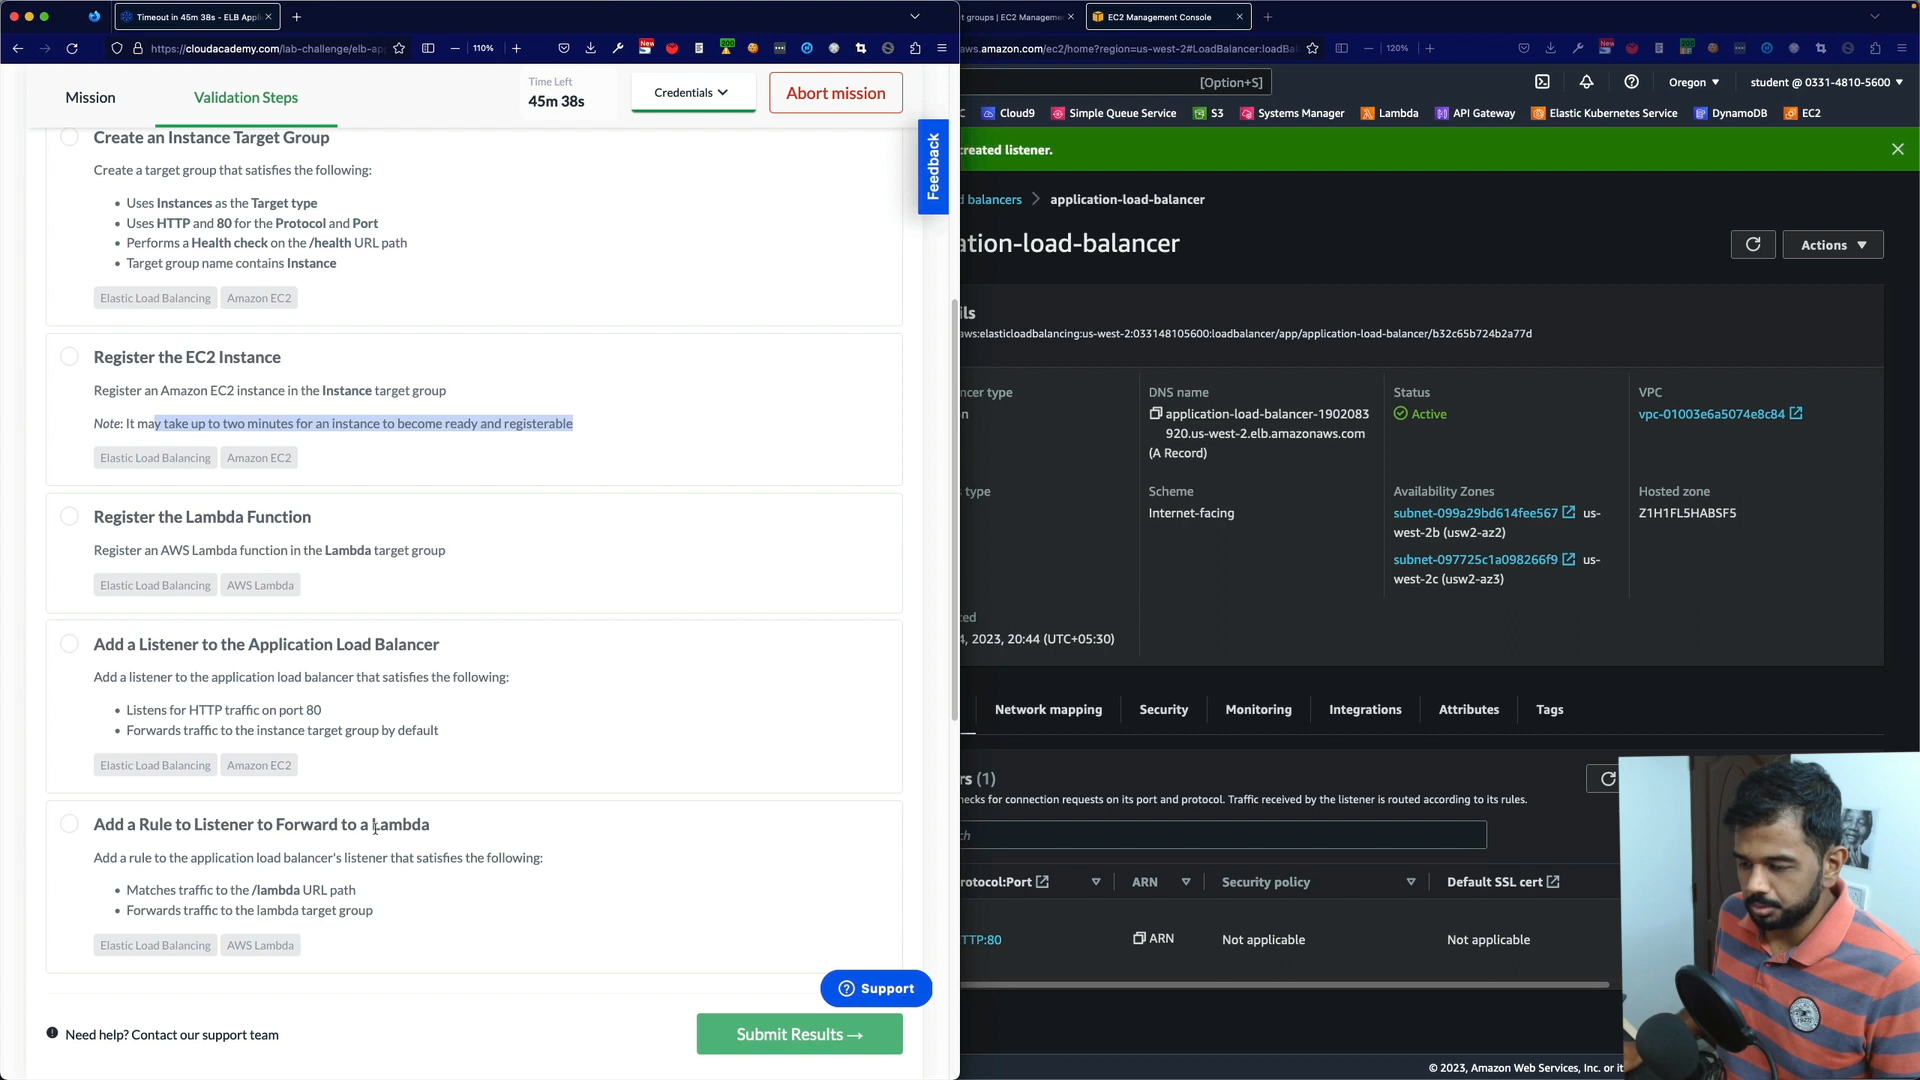 Timeout in 45m 38s - ELB Appli
t groups | EC2 Manageme
EC2 Management Console
https://cloudacademy.com/lab-challenge/elb-ap
110%
aws.amazon.com/ec2/home?region=us-west-2#LoadBalancer:loadBal
120%
Mission
Validation Steps
Time Left
45m 38s
Credentials
Abort mission
[Option+S]
Oregon
student @ 0331-4810-5600
Cloud9
Simple Queue Service
S3
Systems Manager
Lambda
API Gateway
Elastic Kubernetes Service
DynamoDB
EC2
Feedback
Create an Instance Target Group
Create a target group that satisfies the following:
• Uses Instances as the Target type
• Uses HTTP and 80 for the Protocol and Port
• Performs a Health check on the /health URL path
• Target group name contains Instance
Elastic Load Balancing
Amazon EC2
Register the EC2 Instance
Register an Amazon EC2 instance in the Instance target group
Note: It may take up to two minutes for an instance to become ready and registerable
Elastic Load Balancing
Amazon EC2
Register the Lambda Function
Register an AWS Lambda function in the Lambda target group
Elastic Load Balancing
AWS Lambda
Add a Listener to the Application Load Balancer
Add a listener to the application load balancer that satisfies the following:
• Listens for HTTP traffic on port 80
• Forwards traffic to the instance target group by default
Elastic Load Balancing
Amazon EC2
Add a Rule to Listener to Forward to a Lambda
Add a rule to the application load balancer's listener that satisfies the following:
• Matches traffic to the /lambda URL path
• Forwards traffic to the lambda target group
Elastic Load Balancing
AWS Lambda
Support
Need help? Contact our support team
Submit Results →
created listener.
d balancers
application-load-balancer
ation-load-balancer
Actions
ils
aws:elasticloadbalancing:us-west-2:033148105600:loadbalancer/app/application-load-balancer/b32c65b724b2a77d
ncer type
n
DNS name
application-load-balancer-1902083
920.us-west-2.elb.amazonaws.com
(A Record)
Status
Active
VPC
vpc-01003e6a5074e8c84
s type
Scheme
Internet-facing
Availability Zones
subnet-099a29bd614fee567 us-
west-2b (usw2-az2)
subnet-097725c1a098266f9 us-
west-2c (usw2-az3)
Hosted zone
Z1H1FL5HABSF5
ed
4, 2023, 20:44 (UTC+05:30)
Network mapping
Security
Monitoring
Integrations
Attributes
Tags
rs (1)
hecks for connection requests on its port and protocol. Traffic received by the listener is routed according to its rules.
ch
rotocol:Port
ARN
Security policy
Default SSL cert
TTP:80
ARN
Not applicable
Not applicable
© 2023, Amazon Web Services, Inc. or it